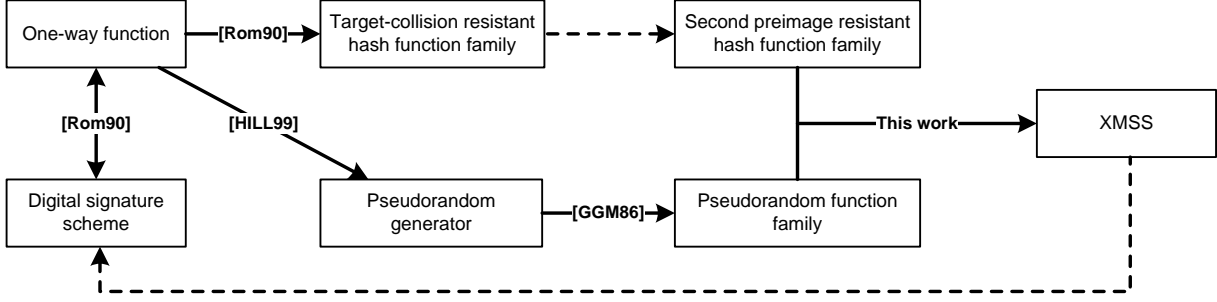 One-way function
[Rom90]
Target-collision resistant
hash function family
Second preimage resistant
hash function family
[Rom90]
[HILL99]
This work
XMSS
Digital signature
scheme
Pseudorandom
generator
[GGM86]
Pseudorandom function
family